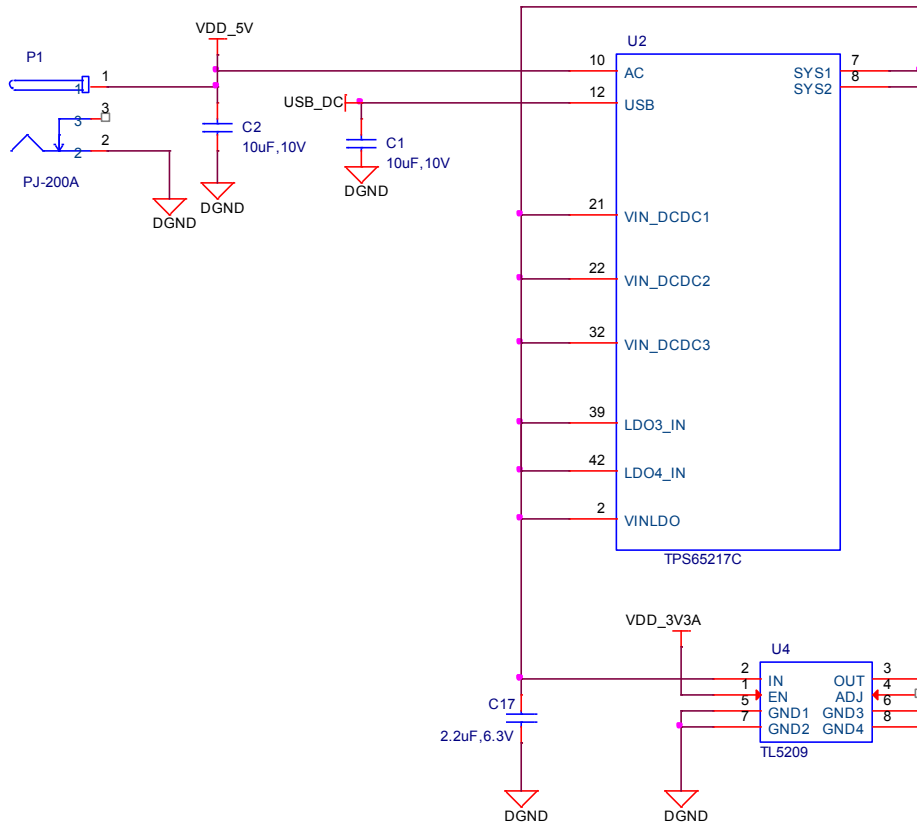 VDD_5V
P1
1
1
3
3
2
2
PJ-200A
DGND
C2
10uF,10V
DGND
USB_DC
C1
10uF,10V
DGND
U2
10 AC
12 USB
SYS1 7
SYS2 8
21 VIN_DCDC1
22 VIN_DCDC2
32 VIN_DCDC3
39 LDO3_IN
42 LDO4_IN
2 VINLDO
TPS65217C
VDD_3V3A
U4
2 IN OUT 3
1 EN ADJ 4
5 GND1 GND3 6
7 GND2 GND4 8
TL5209
C17
2.2uF,6.3V
DGND
DGND